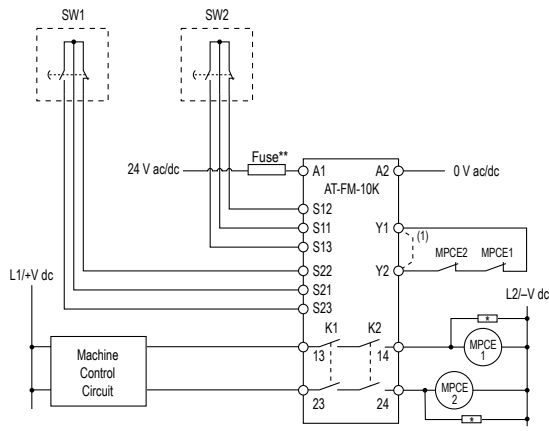 SW1
SW2
24 V ac/dc
Fuse**
A1
A2
0 V ac/dc
AT-FM-10K
S12
S11
S13
Y1
(1)
MPCE2
MPCE1
S22
Y2
S21
S23
L1/+V dc
L2/–V dc
*
K1
K2
13
14
MPCE
1
Machine
Control
Circuit
MPCE
2
23
24
*